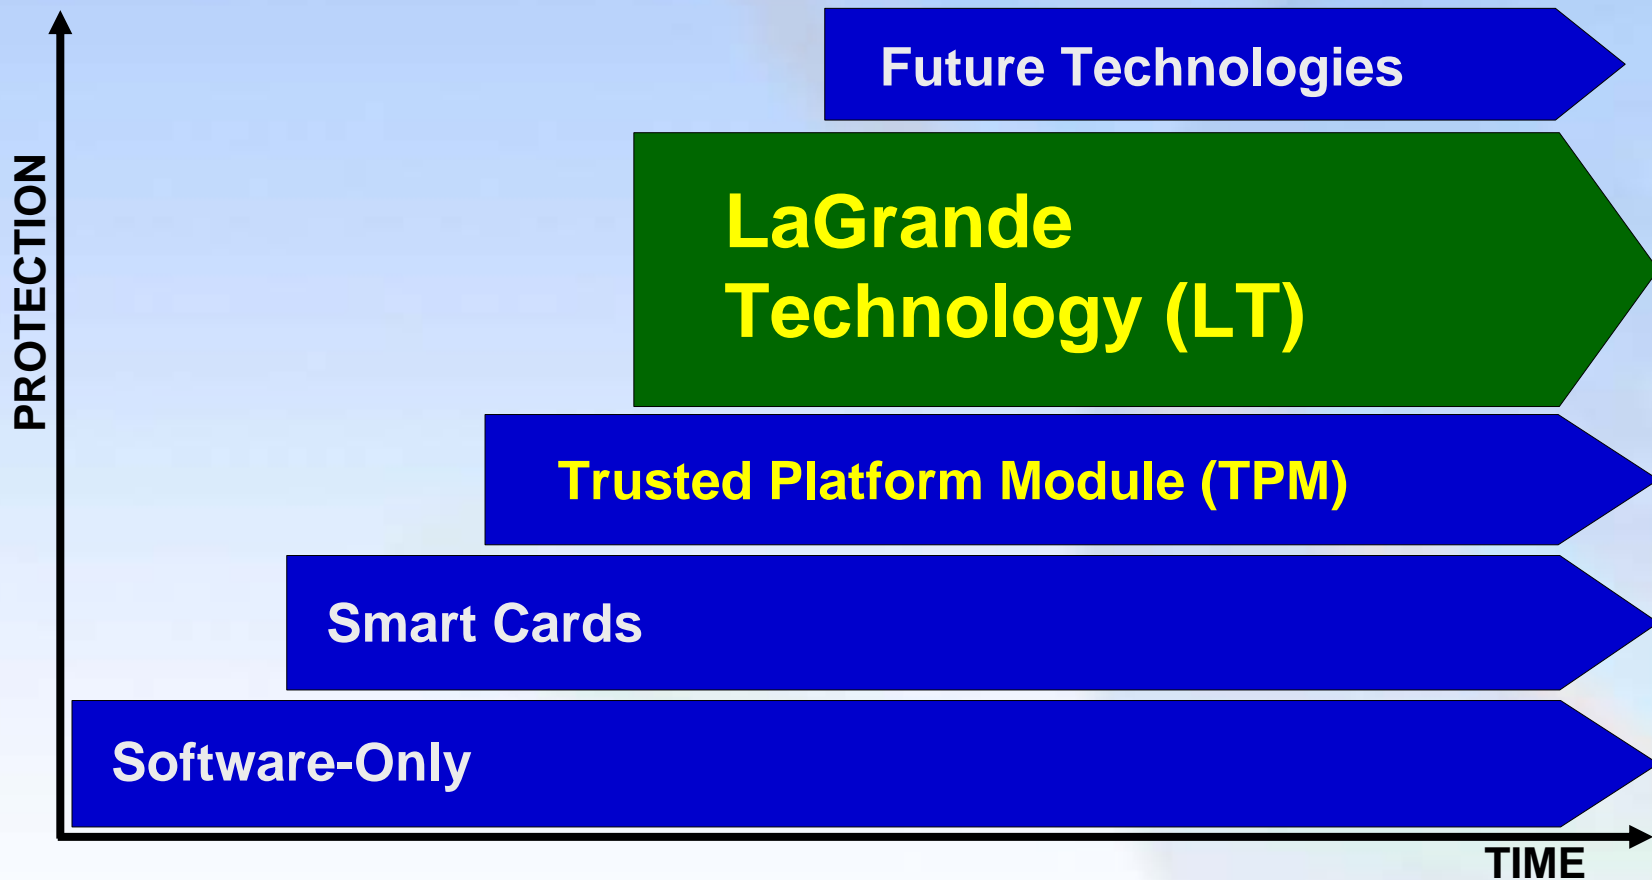 Future Technologies
PROTECTION
LaGrande
Technology (LT)
Trusted Platform Module (TPM)
Smart Cards
Software-Only
TIME